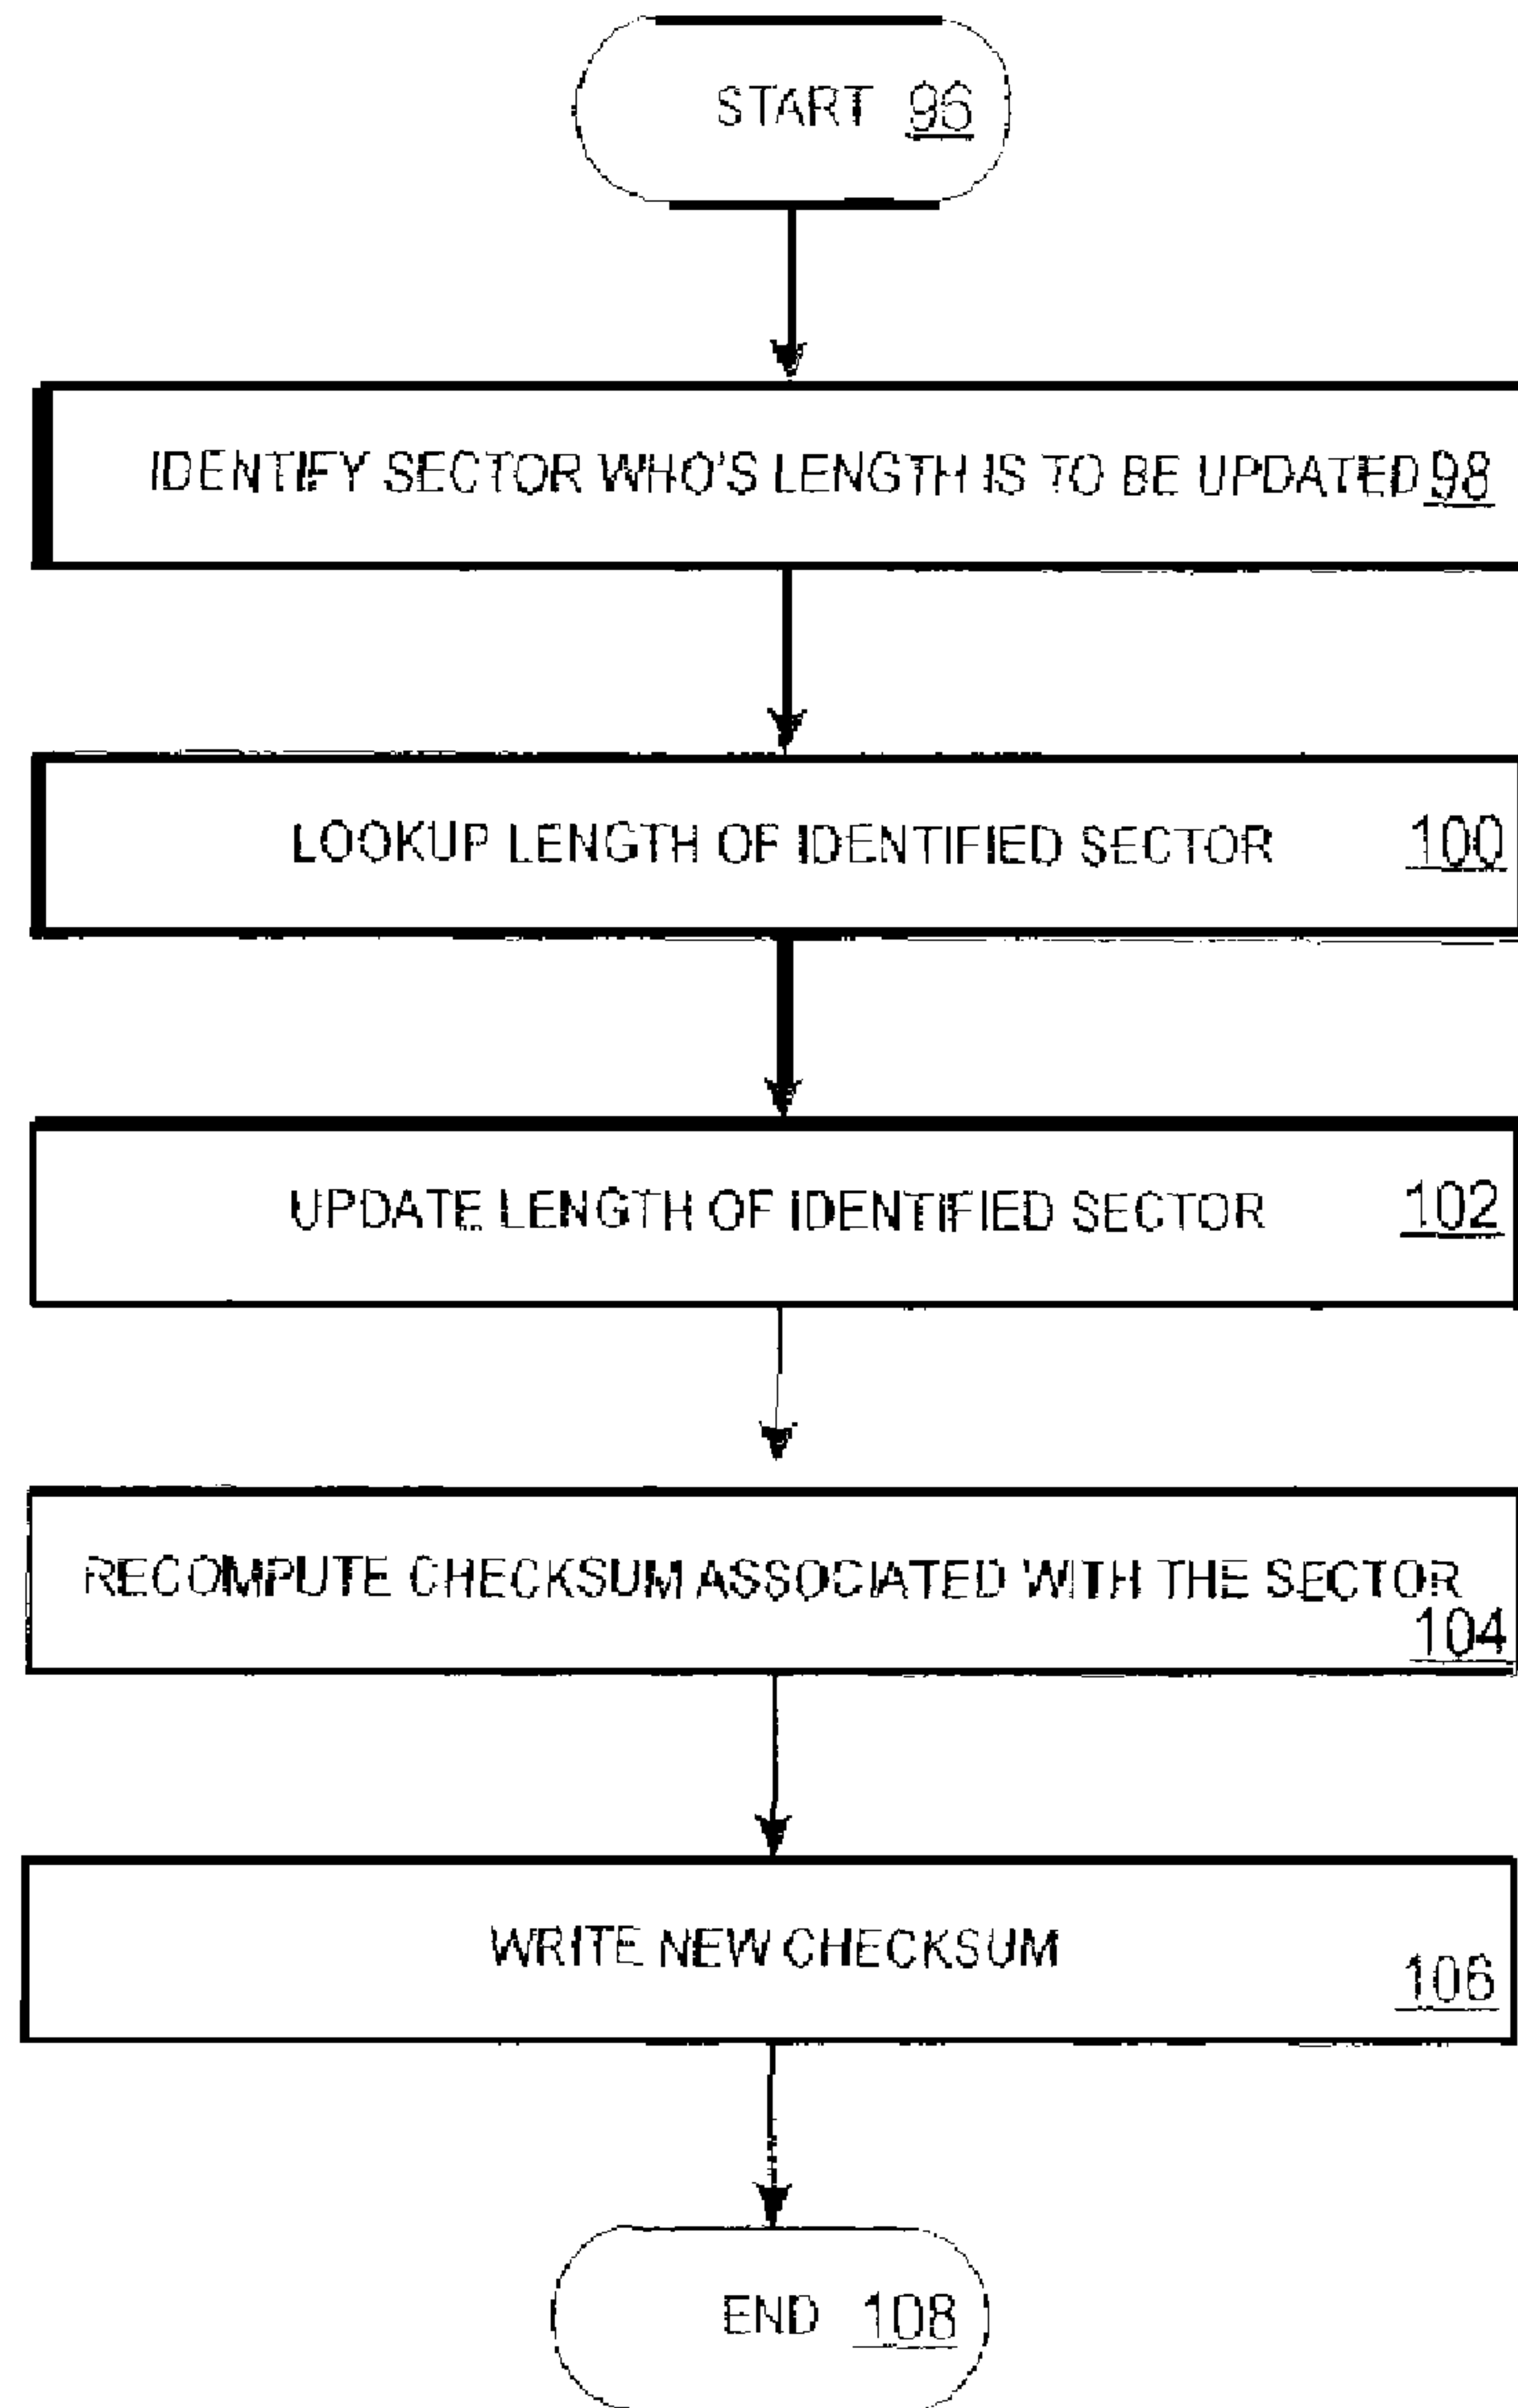 START 96
IDENTIFY SECTOR WHO'S LENGTH IS TO BE UPDATED 98
LOOKUP LENGTH OF IDENTIFIED SECTOR 100
UPDATE LENGTH OF IDENTIFIED SECTOR 102
RECOMPUTE CHECKSUM ASSOCIATED WITH THE SECTOR
104
WRITE NEW CHECKSUM
106
END 108